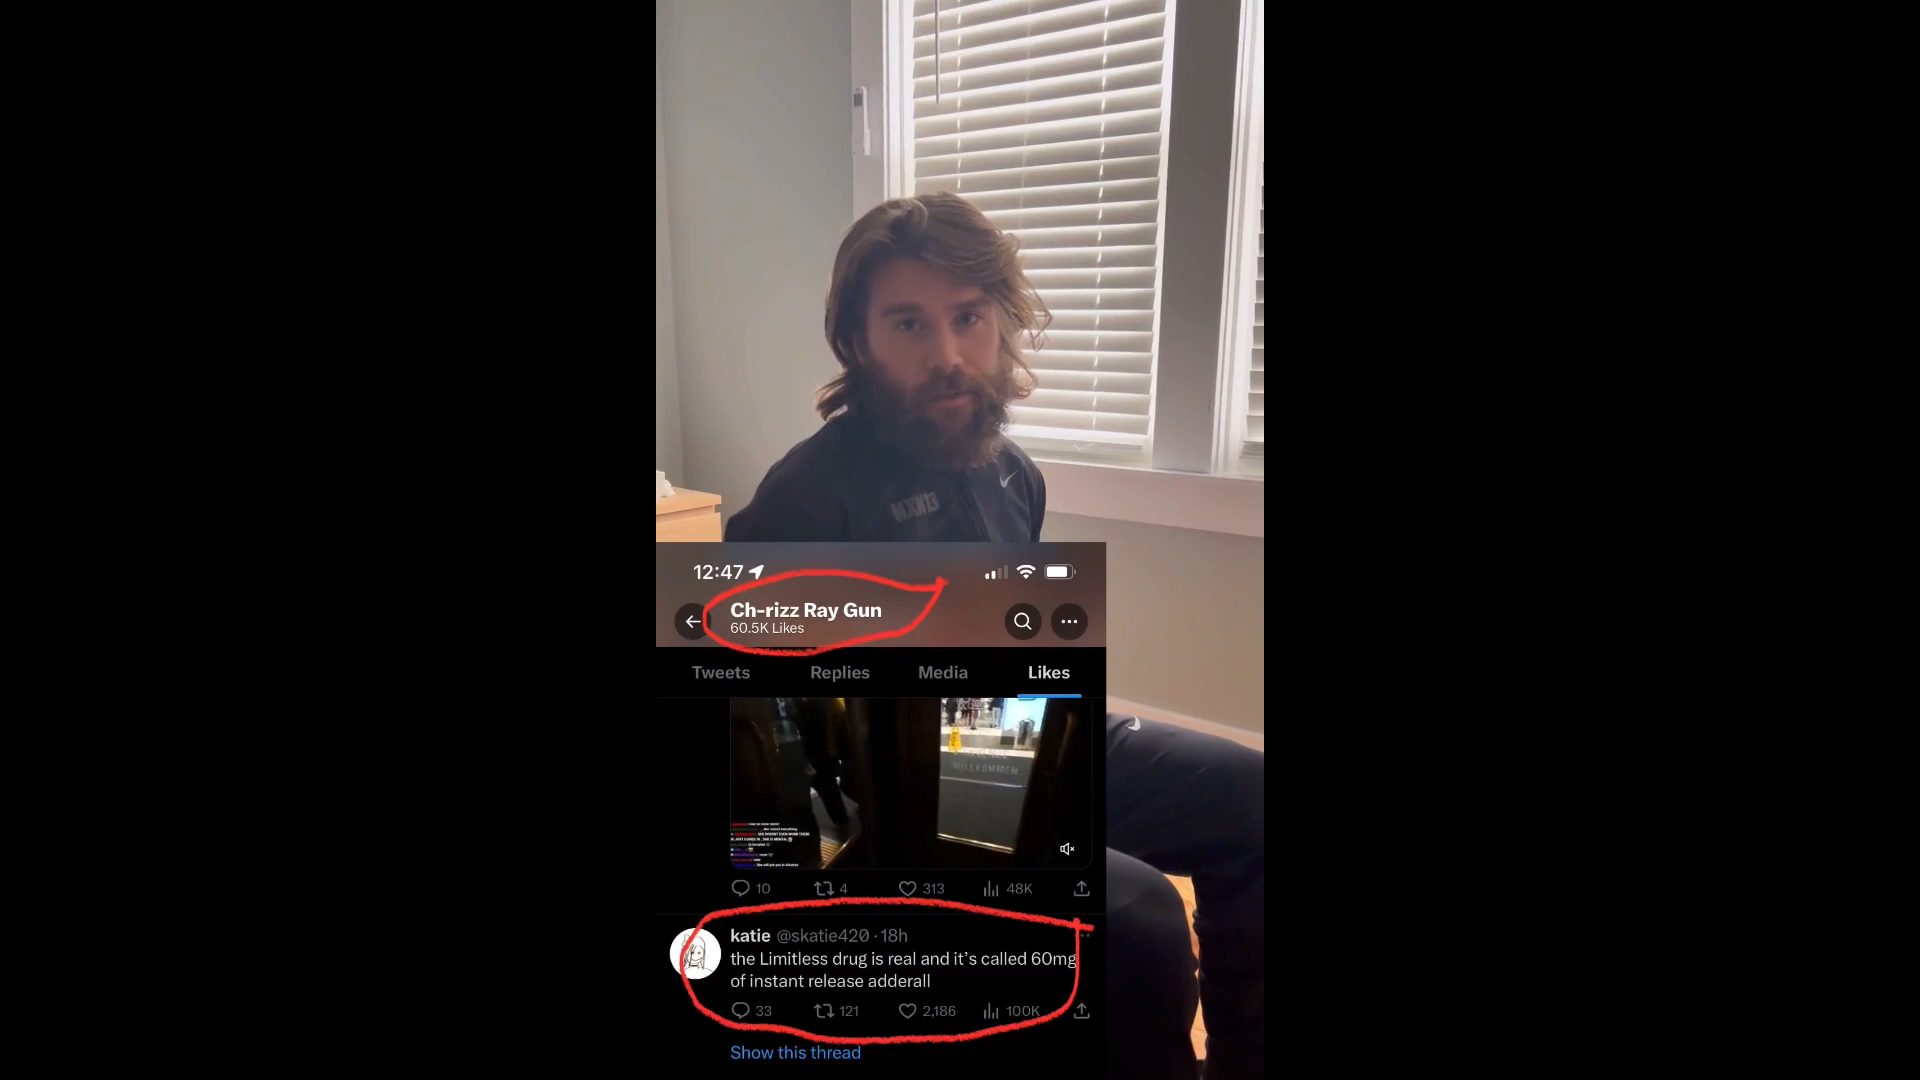 NXN13
12:47
Ch-rizz Ray Gun
60.5K Likes
Tweets Replies Media Likes
WILLKOMMEN
10 4 313 48K
katie @skatie420 · 18h
the Limitless drug is real and it's called 60mg
of instant release adderall
33 121 2,186 100K
Show this thread